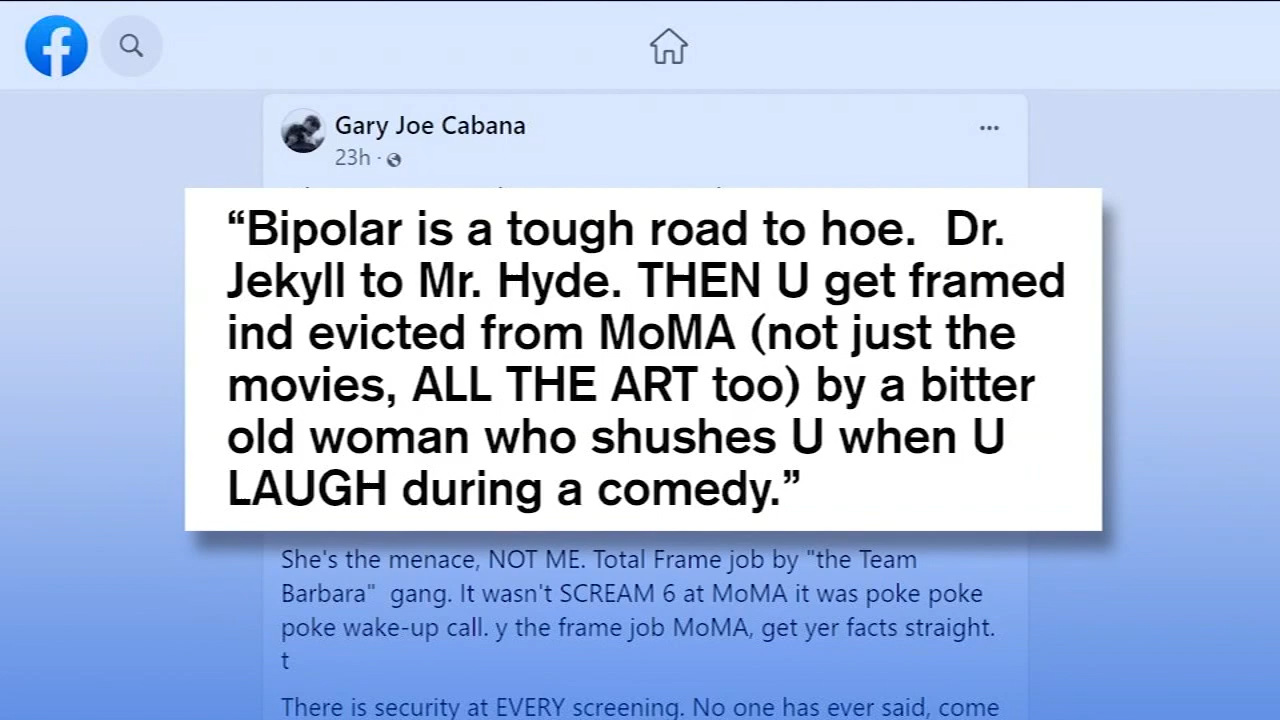 Gary Joe Cabana
23h ·
“Bipolar is a tough road to hoe. Dr.
Jekyll to Mr. Hyde. THEN U get framed
ind evicted from MoMA (not just the
movies, ALL THE ART too) by a bitter
old woman who shushes U when U
LAUGH during a comedy.”
She's the menace, NOT ME. Total Frame job by "the Team
Barbara" gang. It wasn't SCREAM 6 at MoMA it was poke poke
poke wake-up call. y the frame job MoMA, get yer facts straight.
t
There is security at EVERY screening. No one has ever said, come